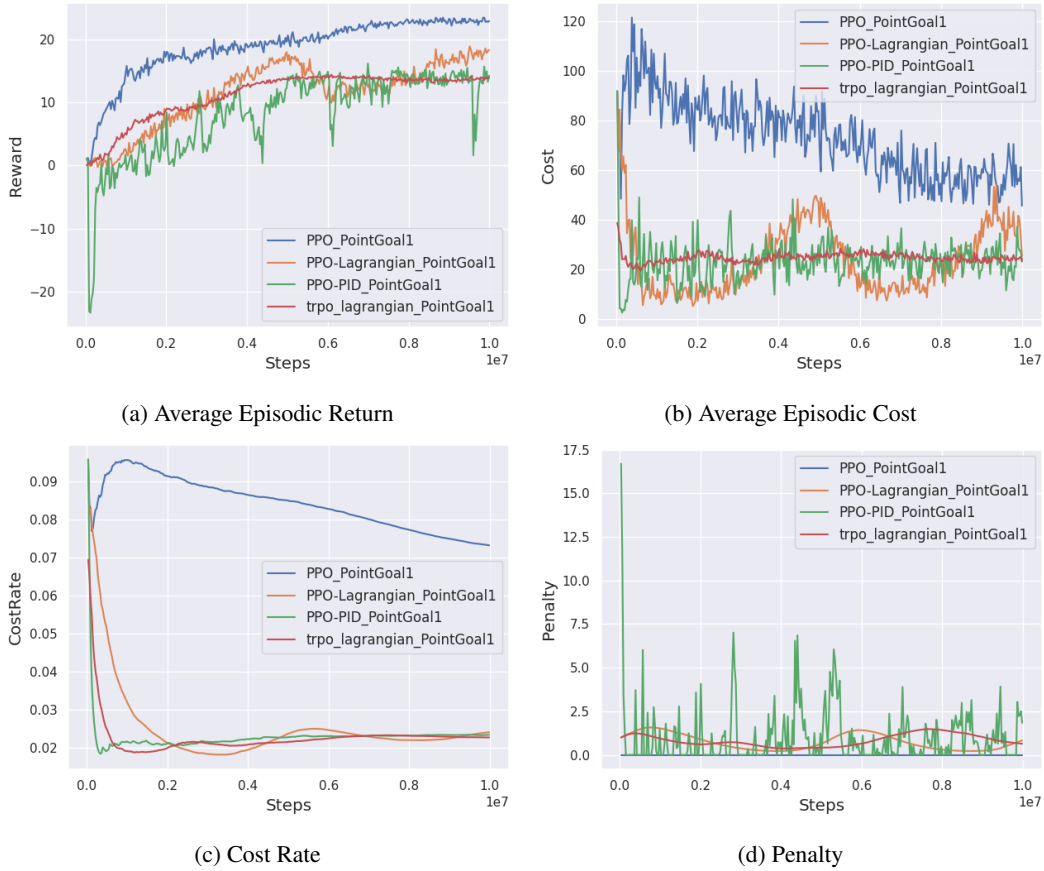 20
10
0
−10
−20
Reward
PPO_PointGoal1
PPO-Lagrangian_PointGoal1
PPO-PID_PointGoal1
trpo_lagrangian_PointGoal1
0.0 0.2 0.4 0.6 0.8 1.0
1e7
Steps
(a) Average Episodic Return
120
100
80
60
40
20
0
Cost
PPO_PointGoal1
PPO-Lagrangian_PointGoal1
PPO-PID_PointGoal1
trpo_lagrangian_PointGoal1
0.0 0.2 0.4 0.6 0.8 1.0
1e7
Steps
(b) Average Episodic Cost
0.09
0.08
0.07
0.06
0.05
0.04
0.03
0.02
CostRate
PPO_PointGoal1
PPO-Lagrangian_PointGoal1
PPO-PID_PointGoal1
trpo_lagrangian_PointGoal1
0.0 0.2 0.4 0.6 0.8 1.0
1e7
Steps
(c) Cost Rate
17.5
15.0
12.5
10.0
7.5
5.0
2.5
0.0
Penalty
PPO_PointGoal1
PPO-Lagrangian_PointGoal1
PPO-PID_PointGoal1
trpo_lagrangian_PointGoal1
0.0 0.2 0.4 0.6 0.8 1.0
1e7
Steps
(d) Penalty